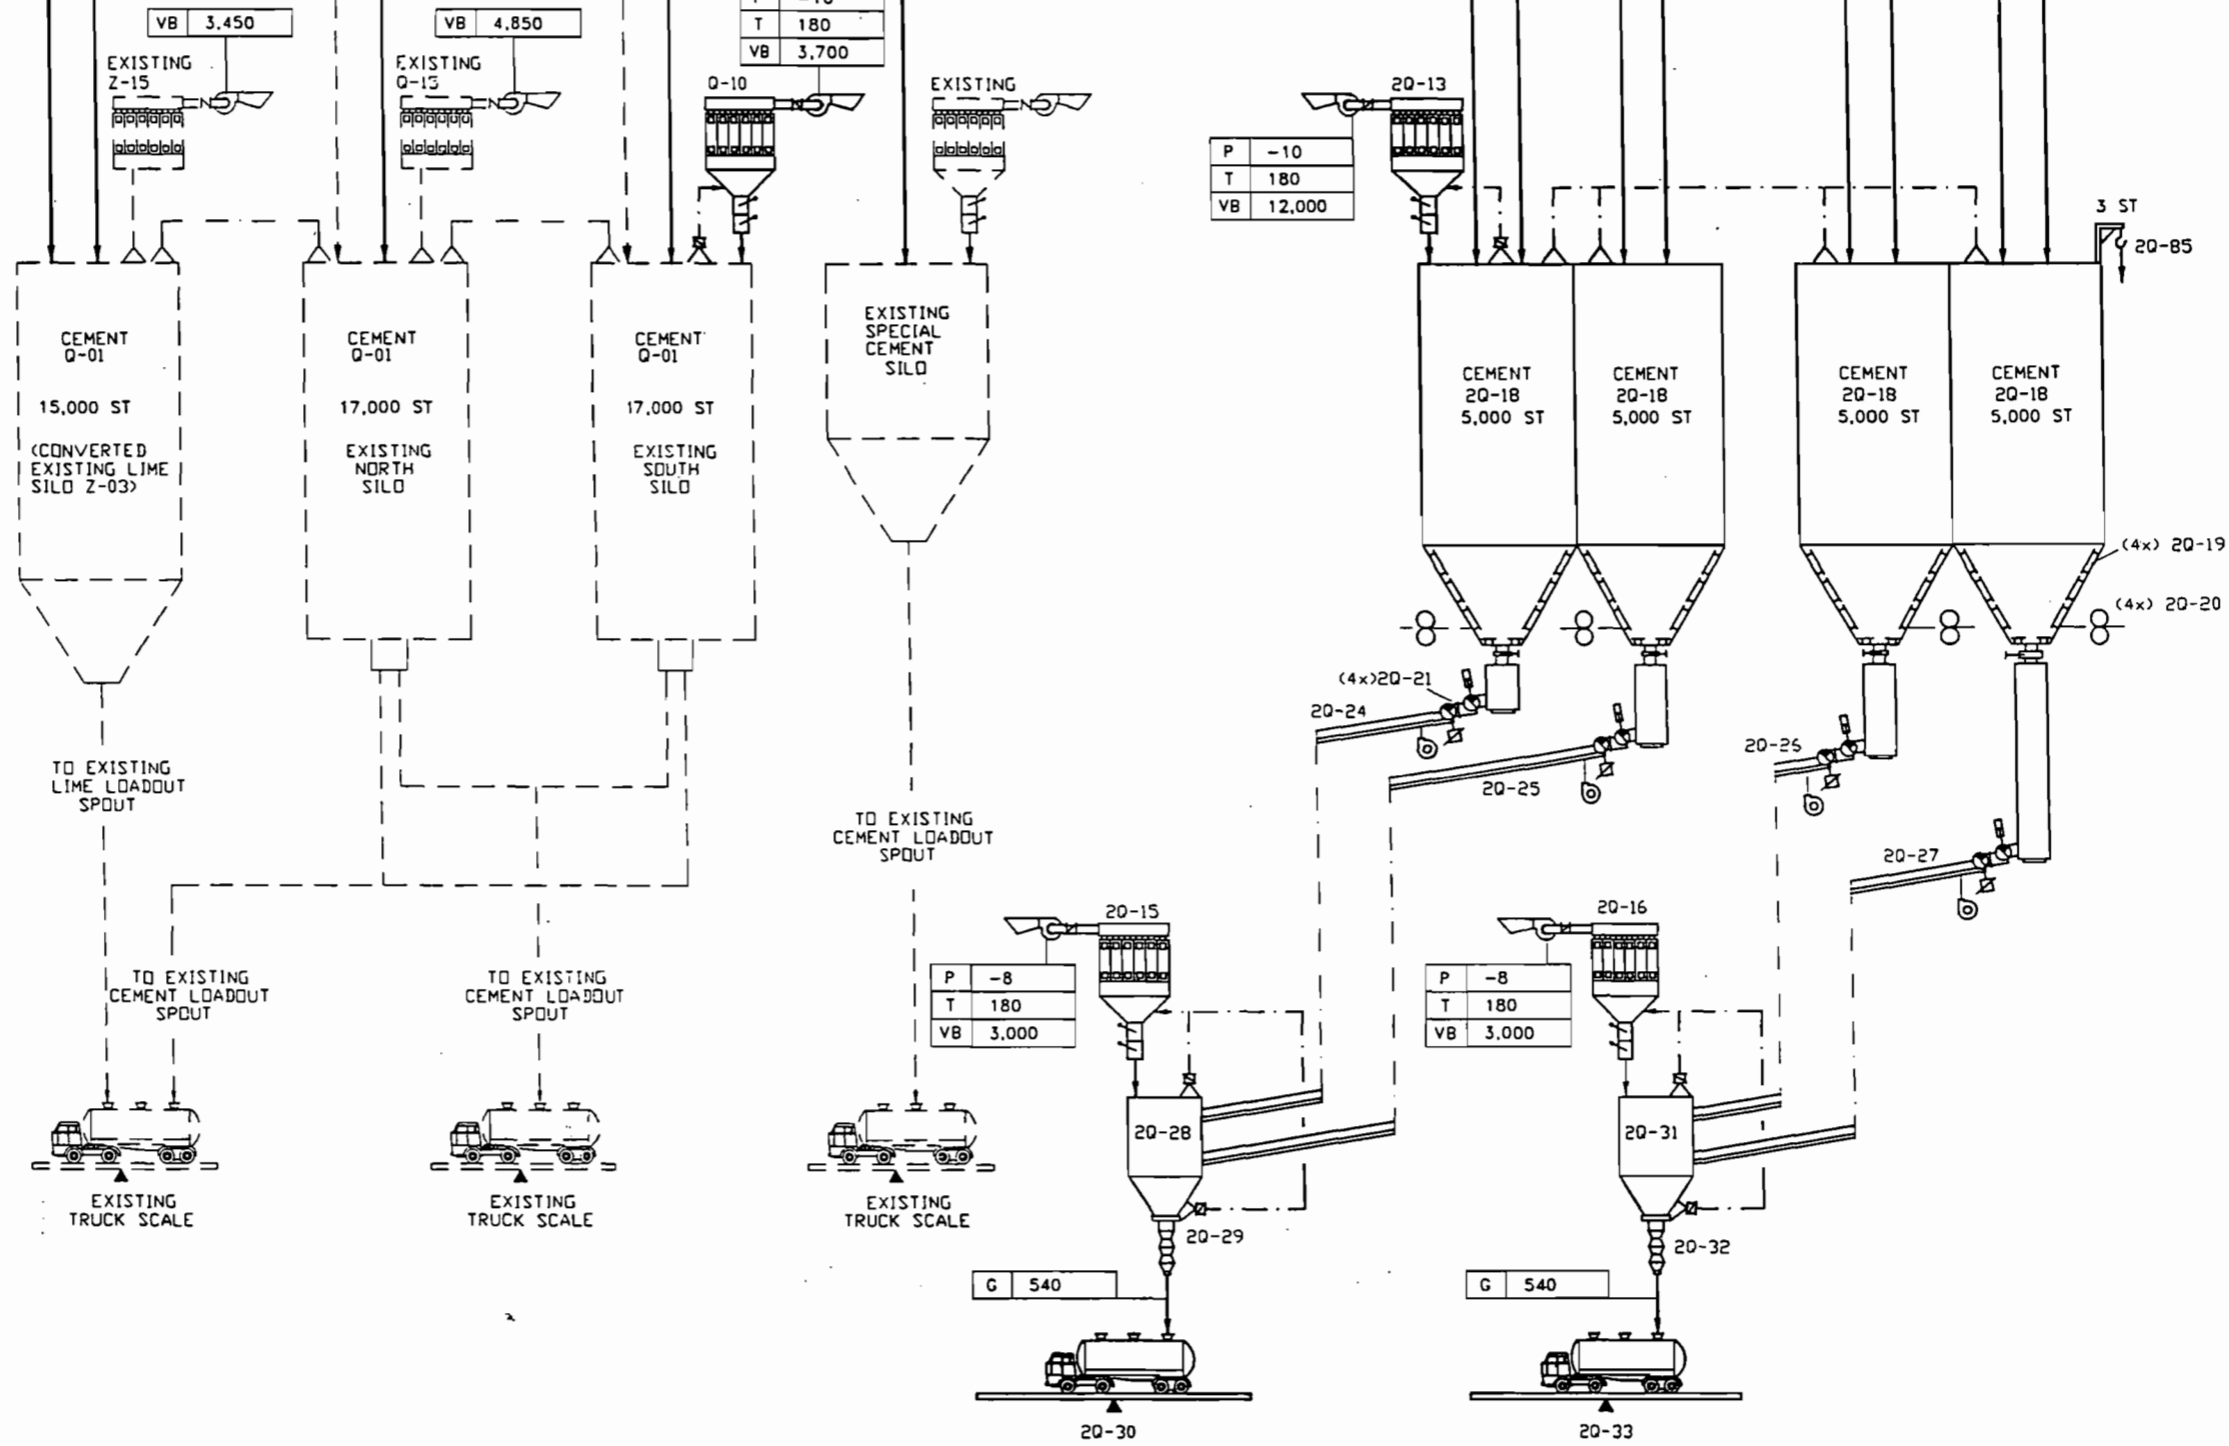 VB 3,450
VB 4,850
T 180
VB 3,700
EXISTING
Z-15
EXISTING
Q-13
Q-10
EXISTING
2Q-13
P -10
T 180
VB 12,000
3 ST
2Q-85
CEMENT
Q-01
15,000 ST
(CONVERTED
EXISTING LIME
SILO Z-03)
CEMENT
Q-01
17,000 ST
EXISTING
NORTH
SILO
CEMENT
Q-01
17,000 ST
EXISTING
SOUTH
SILO
EXISTING
SPECIAL
CEMENT
SILO
CEMENT
2Q-18
5,000 ST
CEMENT
2Q-18
5,000 ST
CEMENT
2Q-18
5,000 ST
CEMENT
2Q-18
5,000 ST
(4x) 2Q-19
(4x) 2Q-20
(4x)2Q-21
2Q-24
2Q-25
2Q-26
2Q-27
TO EXISTING
LIME LOADOUT
SPOUT
TO EXISTING
CEMENT LOADOUT
SPOUT
TO EXISTING
CEMENT LOADOUT
SPOUT
TO EXISTING
CEMENT LOADOUT
SPOUT
2Q-15
P -8
T 180
VB 3,000
2Q-16
P -8
T 180
VB 3,000
2Q-28
2Q-31
EXISTING
TRUCK SCALE
EXISTING
TRUCK SCALE
EXISTING
TRUCK SCALE
2Q-29
2Q-32
G 540
G 540
2Q-30
2Q-33